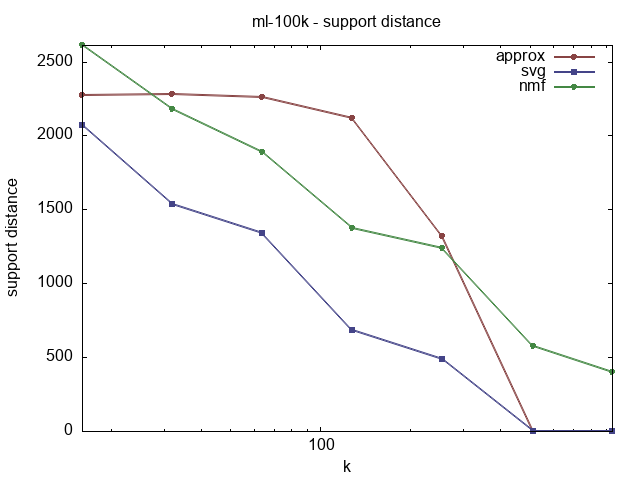 ml-100k - support distance
approx
svg
nmf
2500
2000
1500
1000
500
0
support distance
100
k